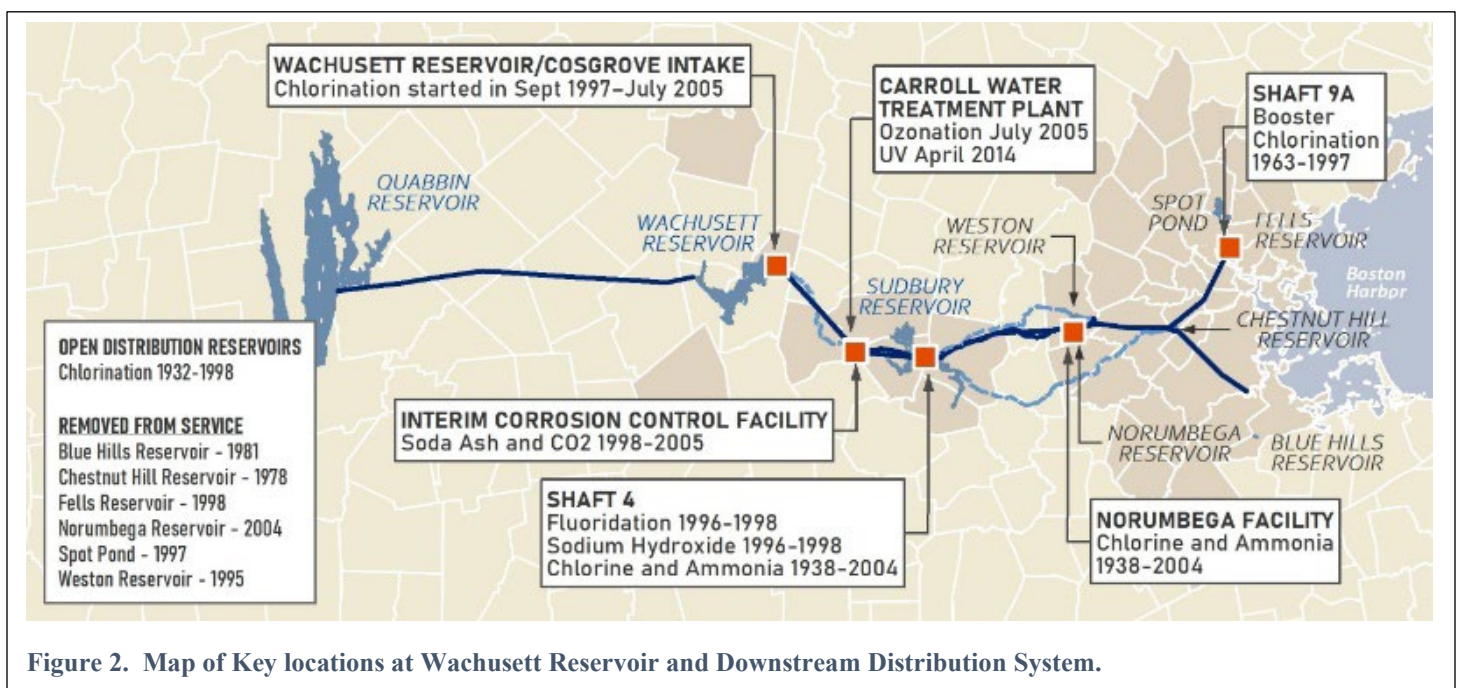 WACHUSETT RESERVOIR/COSGROVE INTAKE
Chlorination started in Sept 1997–July 2005
CARROLL WATER
TREATMENT PLANT
Ozonation July 2005
UV April 2014
SHAFT 9A
Booster
Chlorination
1963-1997
QUABBIN
RESERVOIR
WACHUSETT
RESERVOIR
SUDBURY
RESERVOIR
WESTON
RESERVOIR
SPOT
POND
FELLS
RESERVOIR
Boston
Harbor
CHESTNUT HILL
RESERVOIR
NORUMBEGA
RESERVOIR
BLUE HILLS
RESERVOIR
OPEN DISTRIBUTION RESERVOIRS
Chlorination 1932-1998
REMOVED FROM SERVICE
Blue Hills Reservoir - 1981
Chestnut Hill Reservoir - 1978
Fells Reservoir - 1998
Norumbega Reservoir - 2004
Spot Pond - 1997
Weston Reservoir - 1995
INTERIM CORROSION CONTROL FACILITY
Soda Ash and CO2 1998-2005
SHAFT 4
Fluoridation 1996-1998
Sodium Hydroxide 1996-1998
Chlorine and Ammonia 1938-2004
NORUMBEGA FACILITY
Chlorine and Ammonia
1938-2004
Figure 2. Map of Key locations at Wachusett Reservoir and Downstream Distribution System.